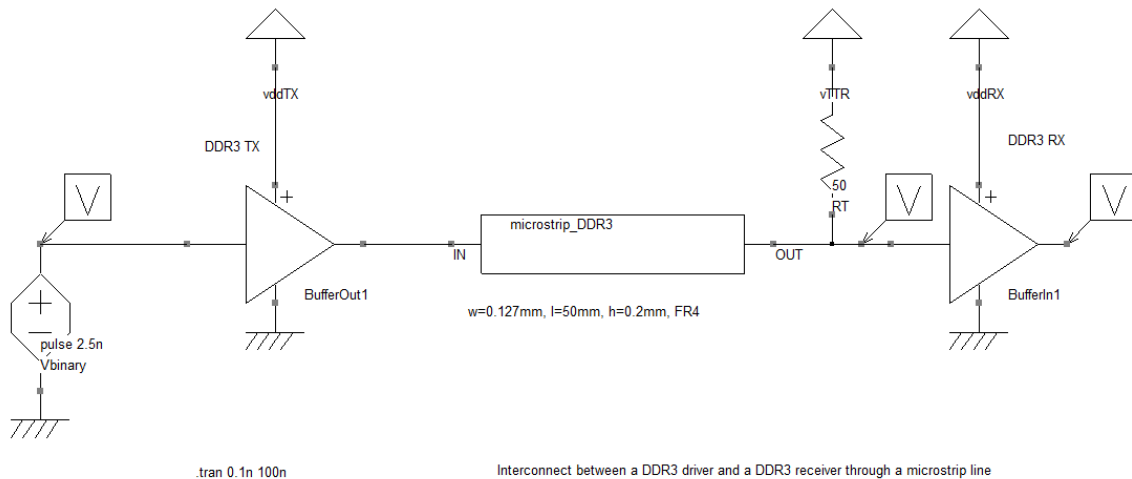 vddTX
vTTR
vddRX
DDR3 TX
DDR3 RX
V
+
50
RT
V
+
V
microstrip_DDR3
IN
OUT
BufferOut1
BufferIn1
+
w=0.127mm, l=50mm, h=0.2mm, FR4
pulse 2.5n
Vbinary
.tran 0.1n 100n
Interconnect between a DDR3 driver and a DDR3 receiver through a microstrip line